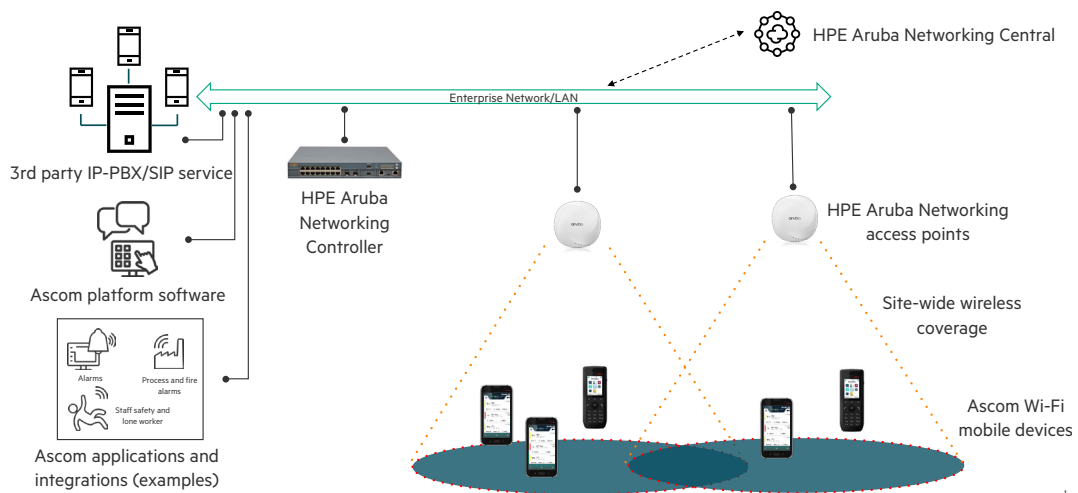 HPE Aruba Networking Central
Enterprise Network/LAN
3rd party IP-PBX/SIP service
HPE Aruba
Networking
Controller
HPE Aruba Networking
access points
aruba
aruba
Ascom platform software
Site-wide wireless
coverage
Alarms
Process and fire
alarms
Staff safety and
lone worker
Ascom Wi-Fi
mobile devices
Ascom applications and
integrations (examples)